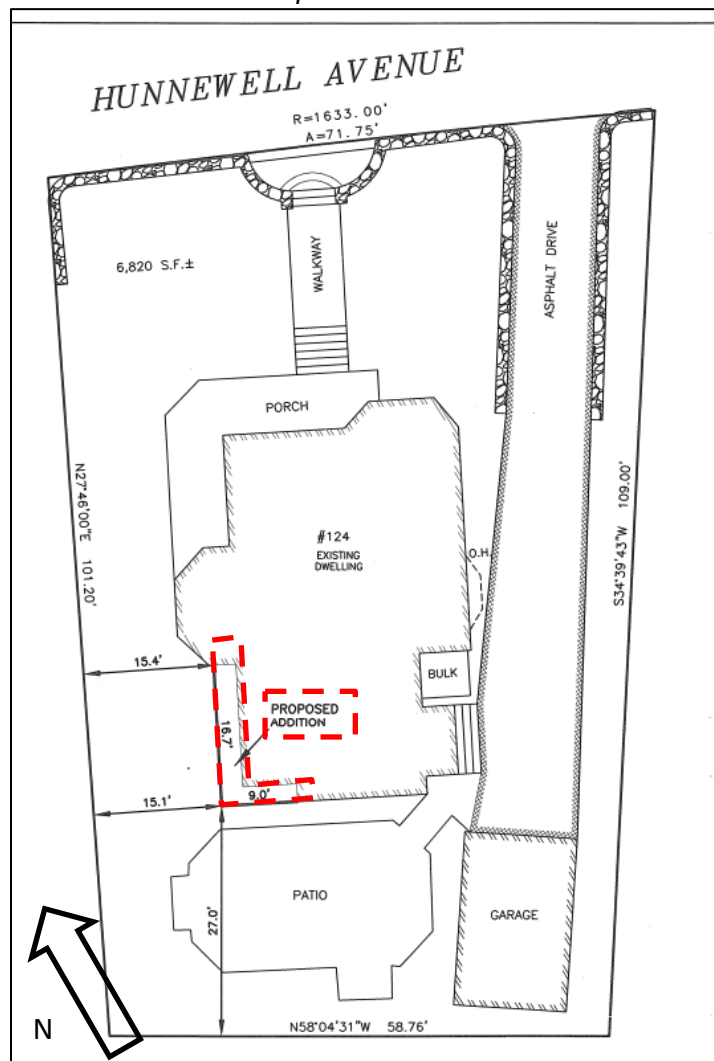 HUNNEWELL AVENUE
R=1633.00'
A=71.75'
6,820 S.F.±
WALKWAY
ASPHALT DRIVE
PORCH
N27°46'00"E 101.20'
#124
EXISTING
DWELLING
O.H.
S34°39'43"W 109.00'
15.4'
BULK
PROPOSED
ADDITION
16.7'
9.0'
15.1'
27.0'
PATIO
GARAGE
N
N58°04'31"W 58.76'